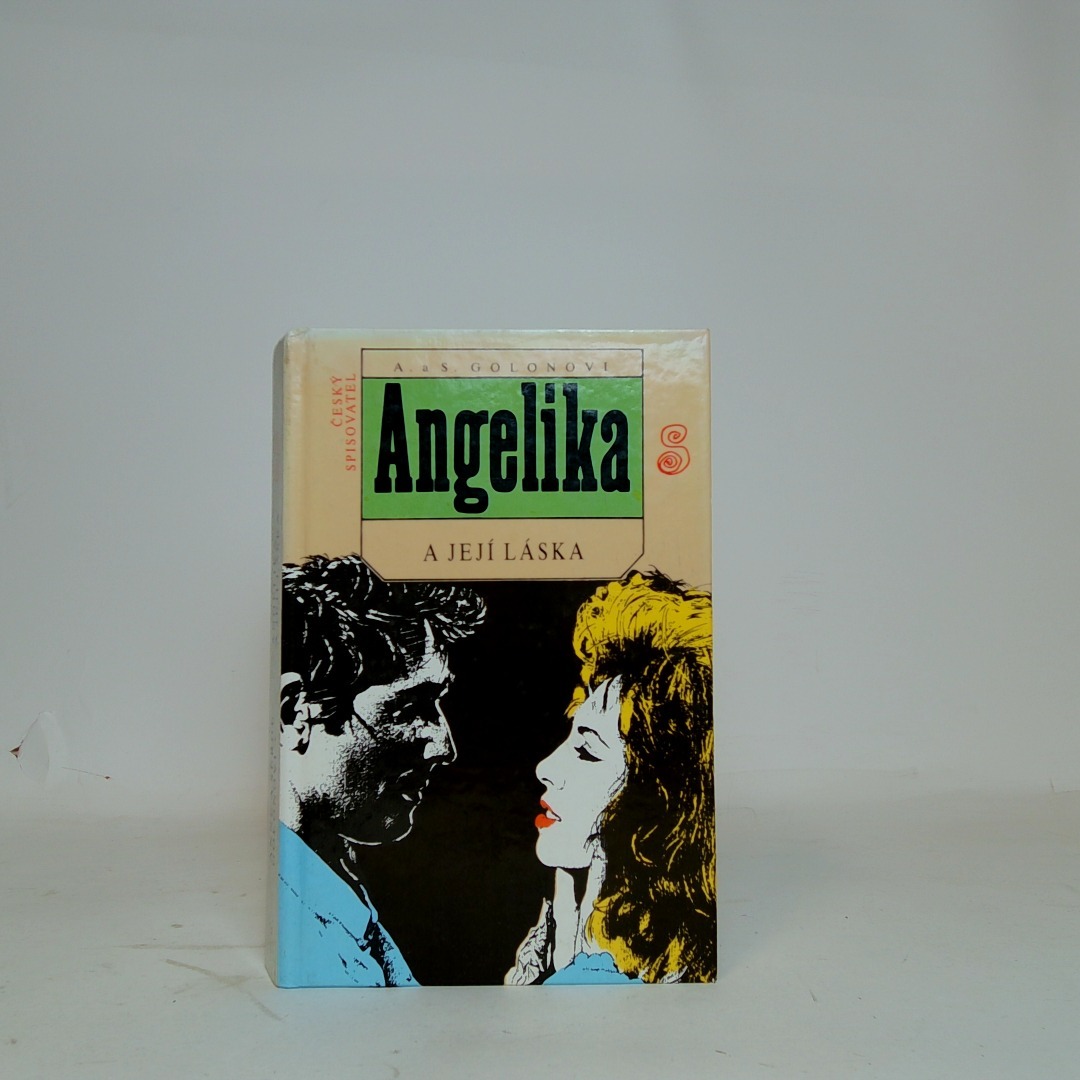 A. a S. GOLONOVI
ČESKÝ
SPISOVATEL
Angelika
A JEJÍ LÁSKA